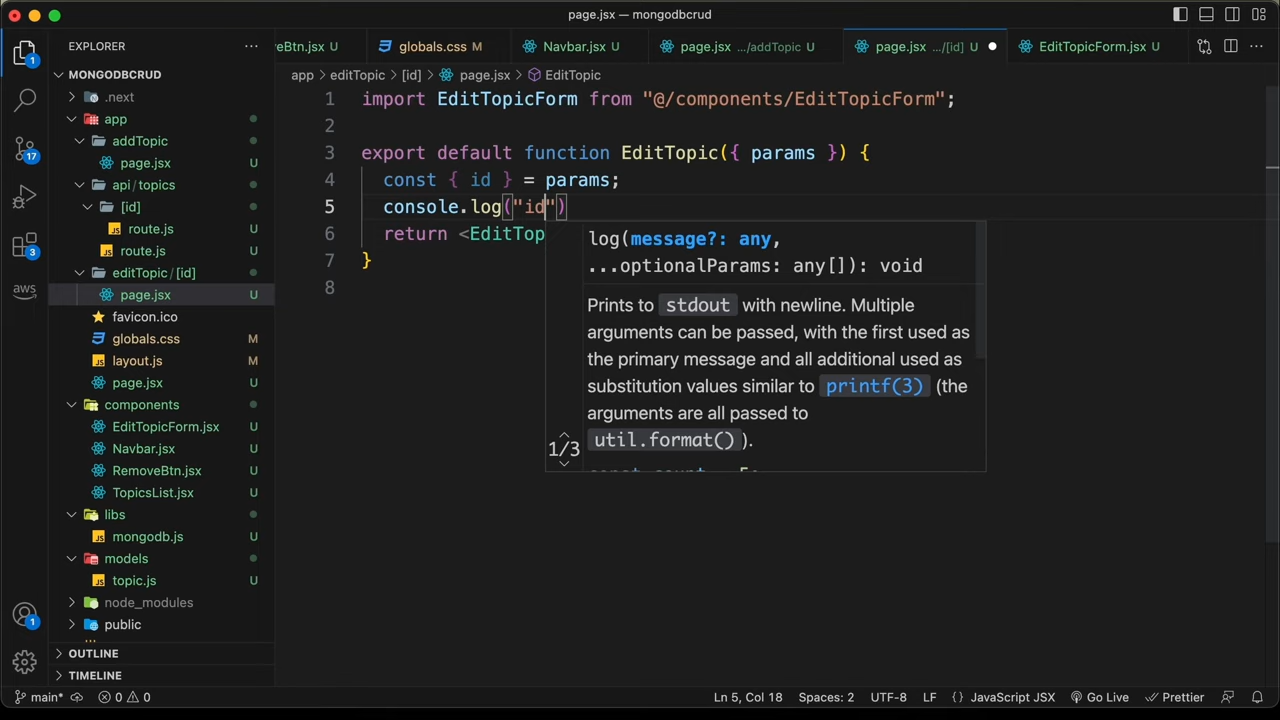 page.jsx — mongodbcrud
EXPLORER
MONGODBCRUD
.next
app
addTopic
page.jsx U
api/topics
[id]
route.js U
route.js U
editTopic/[id]
page.jsx U
favicon.ico
globals.css M
layout.js M
page.jsx U
components
EditTopicForm.jsx U
Navbar.jsx U
RemoveBtn.jsx U
TopicsList.jsx U
libs
mongodb.js U
models
topic.js U
node_modules
public
OUTLINE
TIMELINE
1
17
3
aws
1
veBtn.jsx U globals.css M Navbar.jsx U page.jsx .../addTopic U page.jsx .../[id] U EditTopicForm.jsx U
app > editTopic > [id] > page.jsx > EditTopic
1 import EditTopicForm from "@/components/EditTopicForm";
2
3 export default function EditTopic({ params }) {
4 const { id } = params;
5 console.log("id")
6 return <EditTop
7 }
8
log(message?: any,
...optionalParams: any[]): void
Prints to stdout with newline. Multiple
arguments can be passed, with the first used as
the primary message and all additional used as
substitution values similar to printf(3) (the
arguments are all passed to
util.format()).
1/3
main* 0 0 Ln 5, Col 18 Spaces: 2 UTF-8 LF {} JavaScript JSX Go Live Prettier